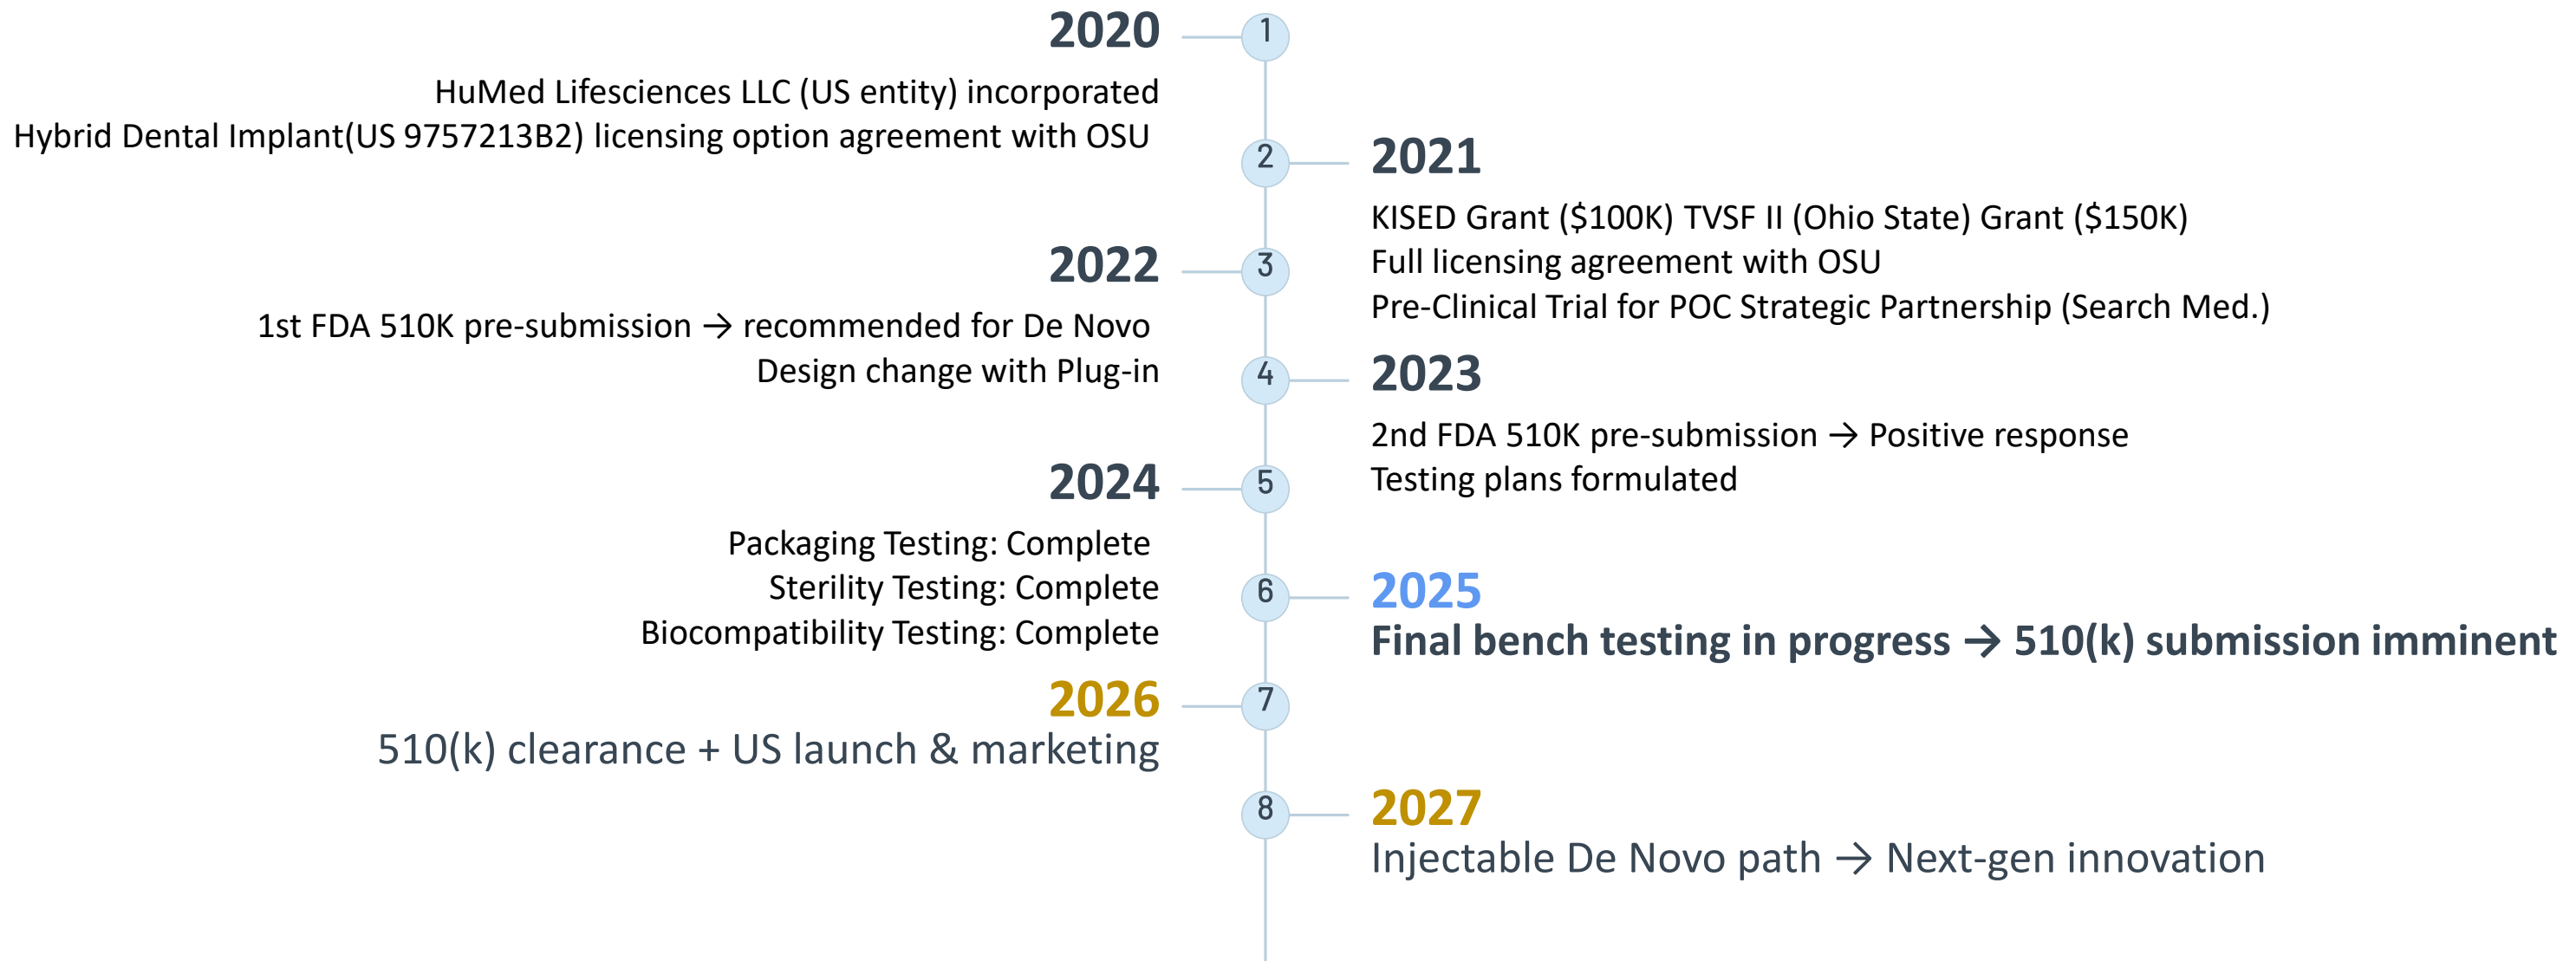 2020
1
HuMed Lifesciences LLC (US entity) incorporated
Hybrid Dental Implant(US 9757213B2) licensing option agreement with OSU
2
2021
KISED Grant ($100K) TVSF II (Ohio State) Grant ($150K)
Full licensing agreement with OSU
Pre-Clinical Trial for POC Strategic Partnership (Search Med.)
2022
3
1st FDA 510K pre-submission → recommended for De Novo
Design change with Plug-in
4
2023
2nd FDA 510K pre-submission → Positive response
Testing plans formulated
2024
5
Packaging Testing: Complete
Sterility Testing: Complete
Biocompatibility Testing: Complete
6
2025
Final bench testing in progress → 510(k) submission imminent
2026
7
510(k) clearance + US launch & marketing
8
2027
Injectable De Novo path → Next-gen innovation